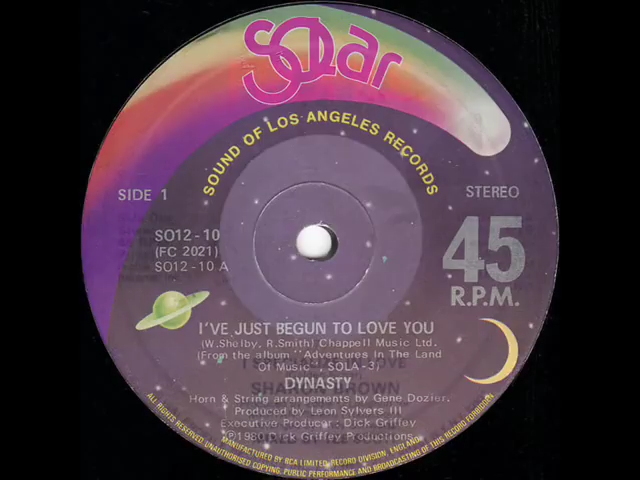 Solar
SOUND OF LOS ANGELES RECORDS
SIDE 1
STEREO
SO12-10
(FC 2021)
SO12-10 A
45
R.P.M.
I'VE JUST BEGUN TO LOVE YOU
(W.Shelby, R.Smith) Chappell Music Ltd.
(From the album "Adventures In The Land
Of Music", SOLA-3)
DYNASTY
SHARON BROWN
Horn & String arrangements by Gene Dozier.
Produced by Leon Sylvers III
Executive Producer: Dick Griffey
℗1980 Dick Griffey Productions
ALL RIGHTS RESERVED. UNAUTHORISED COPYING, PUBLIC PERFORMANCE AND BROADCASTING OF THIS RECORD FORBIDDEN
MANUFACTURED BY RCA LIMITED, RECORD DIVISION, ENGLAND.